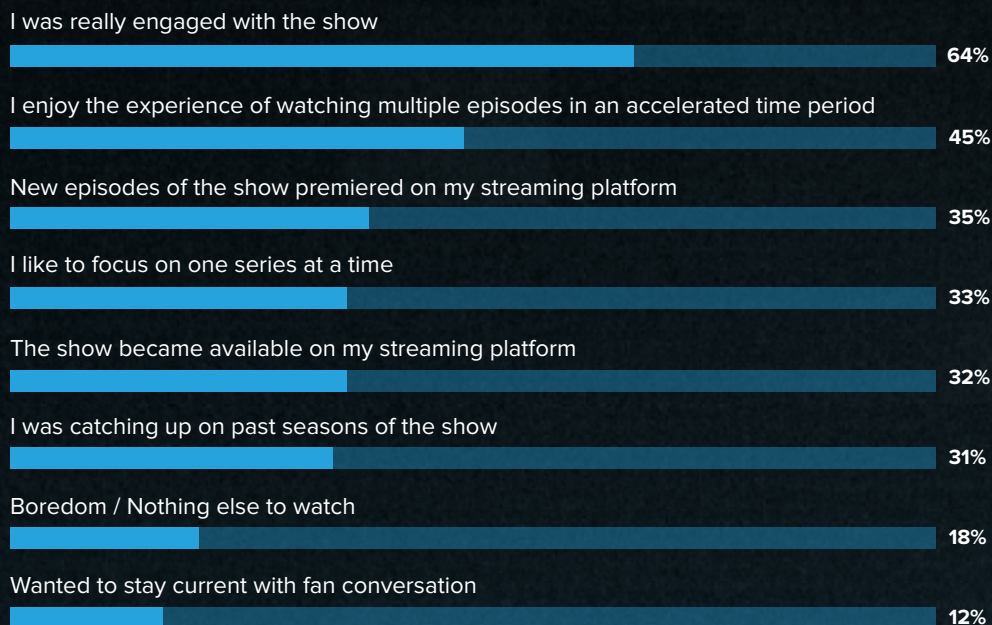 I was really engaged with the show
64%
I enjoy the experience of watching multiple episodes in an accelerated time period
45%
New episodes of the show premiered on my streaming platform
35%
I like to focus on one series at a time
33%
The show became available on my streaming platform
32%
I was catching up on past seasons of the show
31%
Boredom / Nothing else to watch
18%
Wanted to stay current with fan conversation
12%